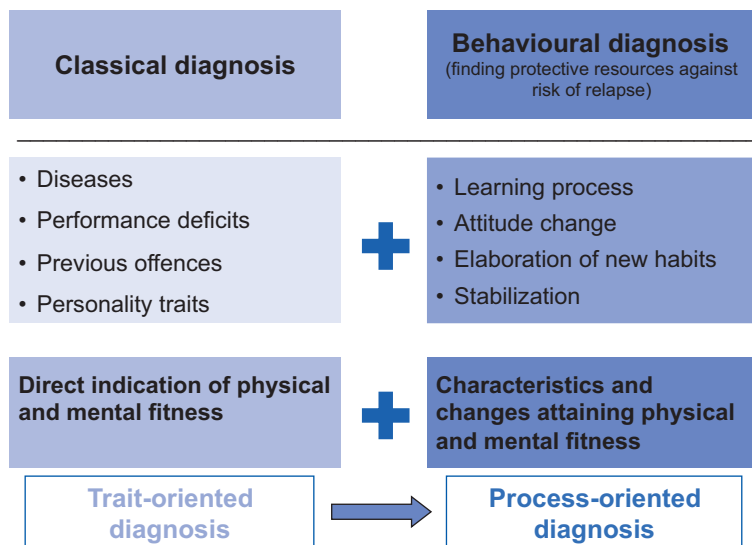 Classical diagnosis
Behavioural diagnosis
(finding protective resources against
risk of relapse)
• Diseases
• Performance deficits
• Previous offences
• Personality traits
• Learning process
• Attitude change
• Elaboration of new habits
• Stabilization
Direct indication of physical
and mental fitness
Characteristics and
changes attaining physical
and mental fitness
Trait-oriented
diagnosis
Process-oriented
diagnosis